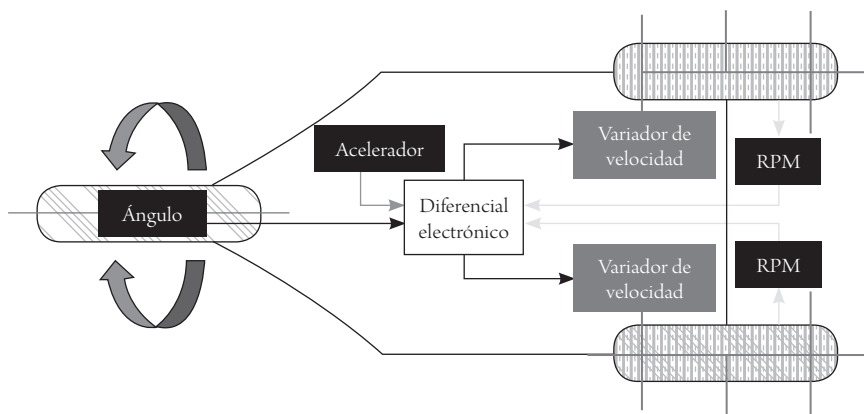 Variador de
velocidad
Acelerador
RPM
Ángulo
Diferencial
electrónico
Variador de
velocidad
RPM